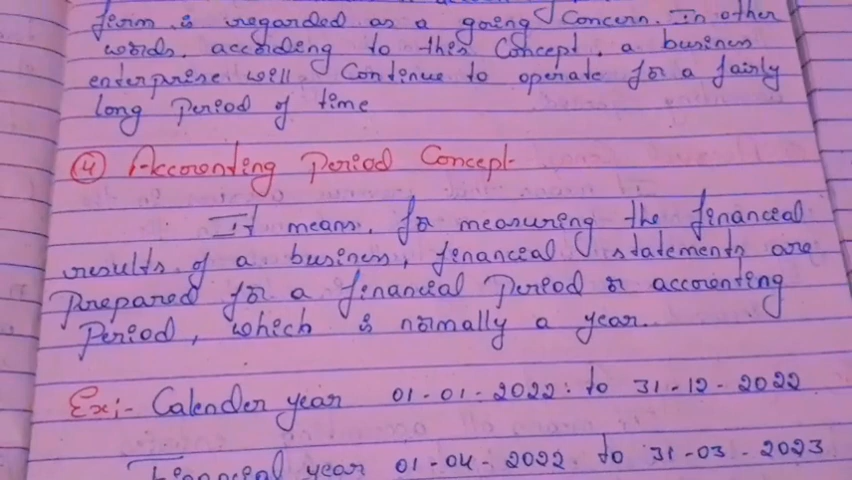 firm is regarded as a going Concern. In other
words, according to this Concept, a business
enterprise will Continue to operate for a fairly
long Period of time
(4) Accounting Period Concept
It means, for measuring the financial
results of a business, financial statements are
Prepared for a financial Period or accounting
Period, which is normally a year.
Ex:- Calender year 01-01-2022 to 31-12-2022
Financial year 01-04-2022 to 31-03-2023